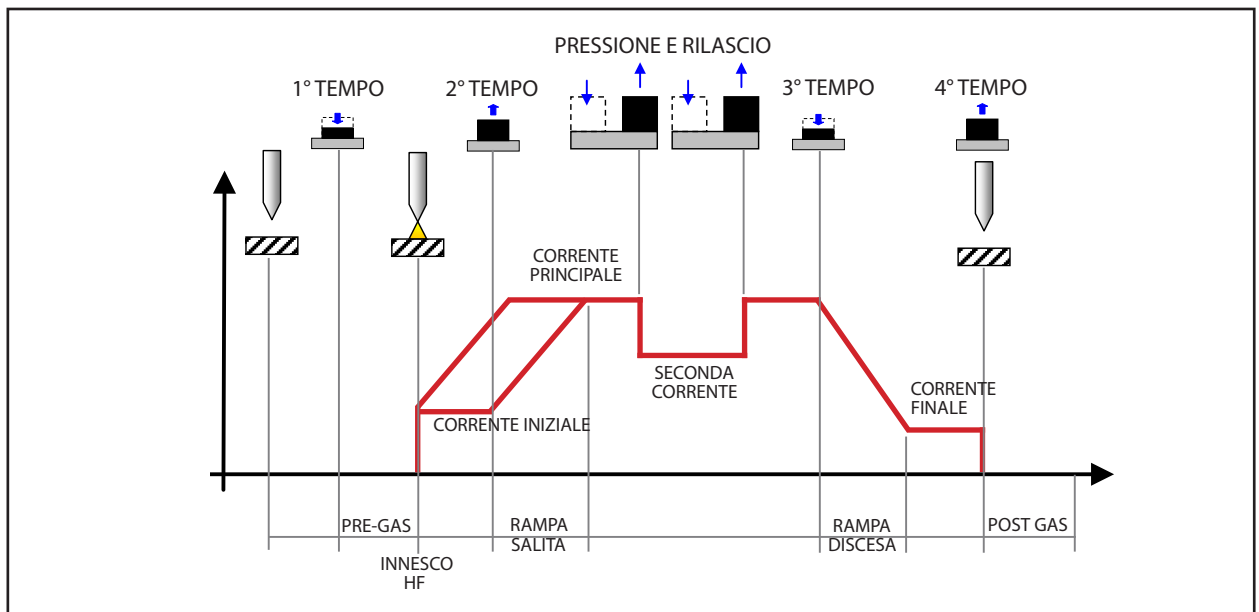 PRESSIONE E RILASCIO
1° TEMPO
2° TEMPO
3° TEMPO
4° TEMPO
CORRENTE
PRINCIPALE
SECONDA
CORRENTE
CORRENTE
FINALE
CORRENTE INIZIALE
PRE-GAS
RAMPA
SALITA
RAMPA
DISCESA
POST GAS
INNESCO
HF